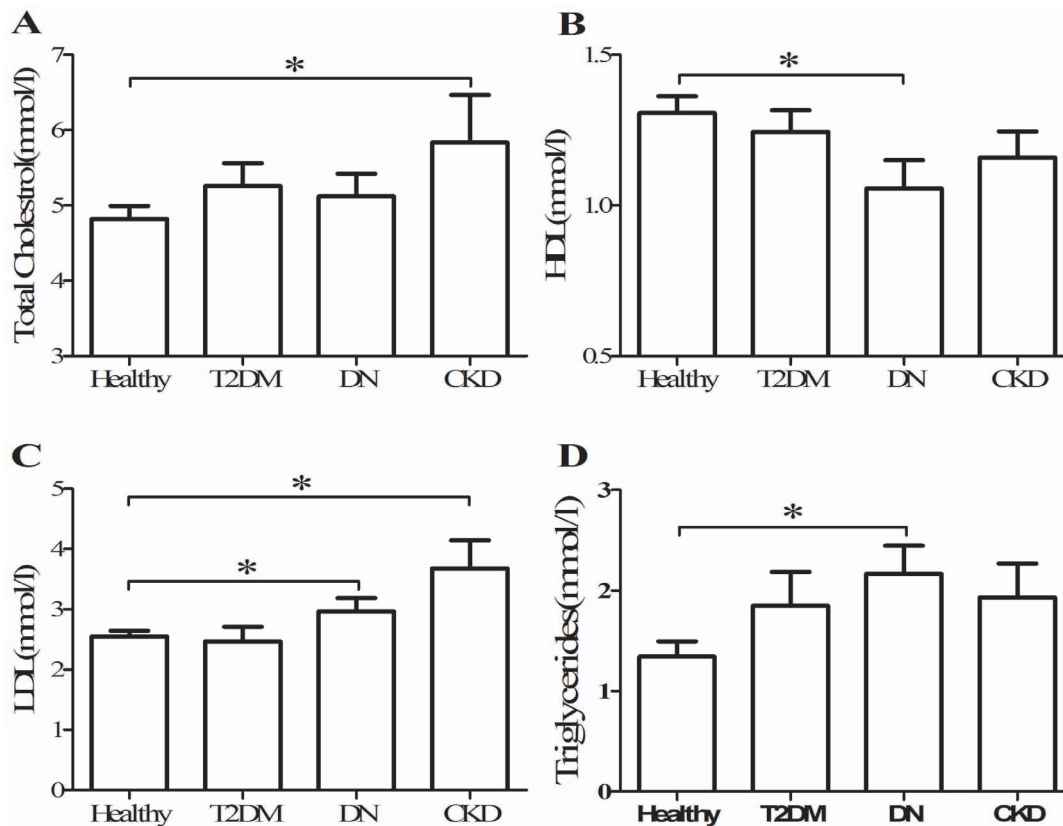 A
Total Cholestrol(mmol/l)
7
6
5
4
3
*
Healthy T2DM DN CKD
B
HDL(mmol/l)
1.5
1.0
0.5
*
Healthy T2DM DN CKD
C
LDL(mmol/l)
5
4
3
2
1
0
*
*
Healthy T2DM DN CKD
D
Triglycerides(mmol/l)
3
2
1
0
*
Healthy T2DM DN CKD